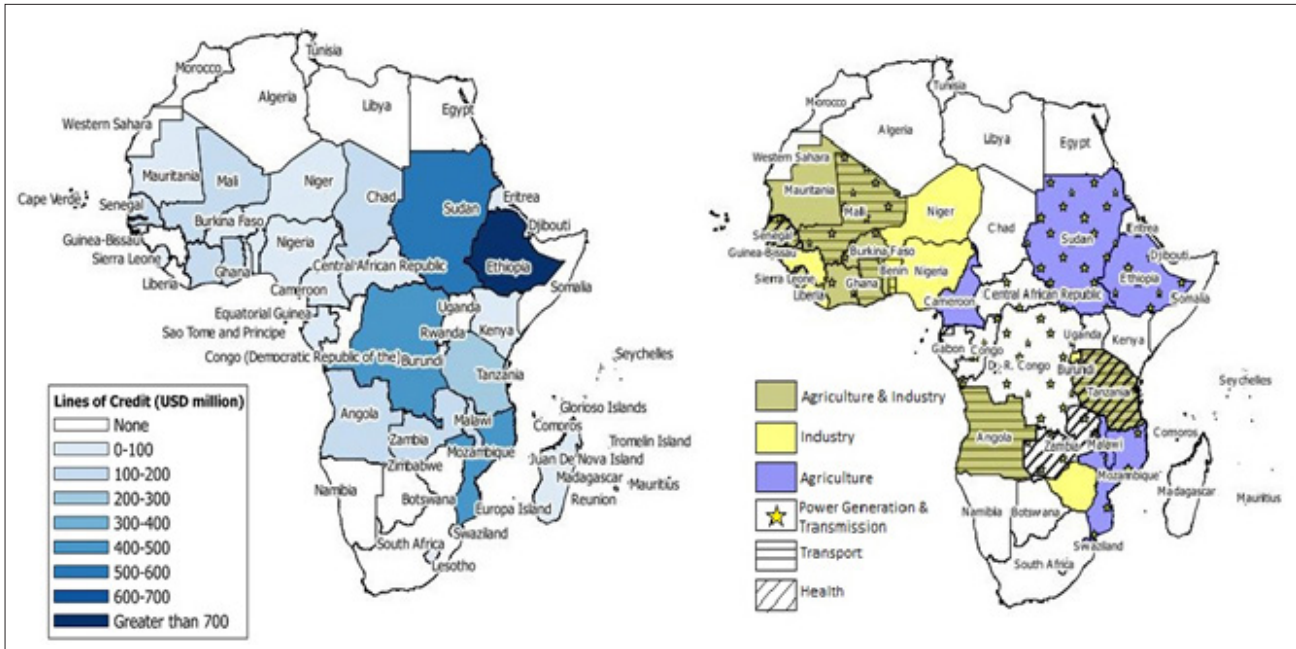 Tunisia
Morocco
Algeria
Libya
Egypt
Western Sahara
Mauritania
Mali
Niger
Chad
Sudan
Eritrea
Cape Verde
Senegal
Burkina Faso
Djibouti
Guinea-Bissau
Nigeria
Sierra Leone
Ghana
Central African Republic
Ethiopia
Liberia
Cameroon
Somalia
Equatorial Guinea
Uganda
Sao Tome and Principe
Rwanda
Kenya
Congo (Democratic Republic of the)
Burundi
Seychelles
Tanzania
Angola
Malawi
Glorioso Islands
Comoros
Zambia
Mozambique
Tromelin Island
Zimbabwe
Juan De Nova Island
Madagascar
Mauritius
Namibia
Botswana
Reunion
Europa Island
Swaziland
South Africa
Lesotho
Lines of Credit (USD million)
None
0-100
100-200
200-300
300-400
400-500
500-600
600-700
Greater than 700
Tunisia
Morocco
Algeria
Libya
Egypt
Western Sahara
Mauritania
Mali
Niger
Chad
Sudan
Eritrea
Senegal
Guinea-Bissau
Burkina Faso
Djibouti
Sierra Leone
Ghana
Benin
Nigeria
Ethiopia
Liberia
Cameroon
Central African Republic
Somalia
Uganda
Kenya
Gabon
Congo
D. R. Congo
Burundi
Tanzania
Seychelles
Angola
Zambia
Malawi
Comoros
Mozambique
Madagascar
Mauritius
Namibia
Botswana
Swaziland
South Africa
Agriculture & Industry
Industry
Agriculture
Power Generation &
Transmission
Transport
Health